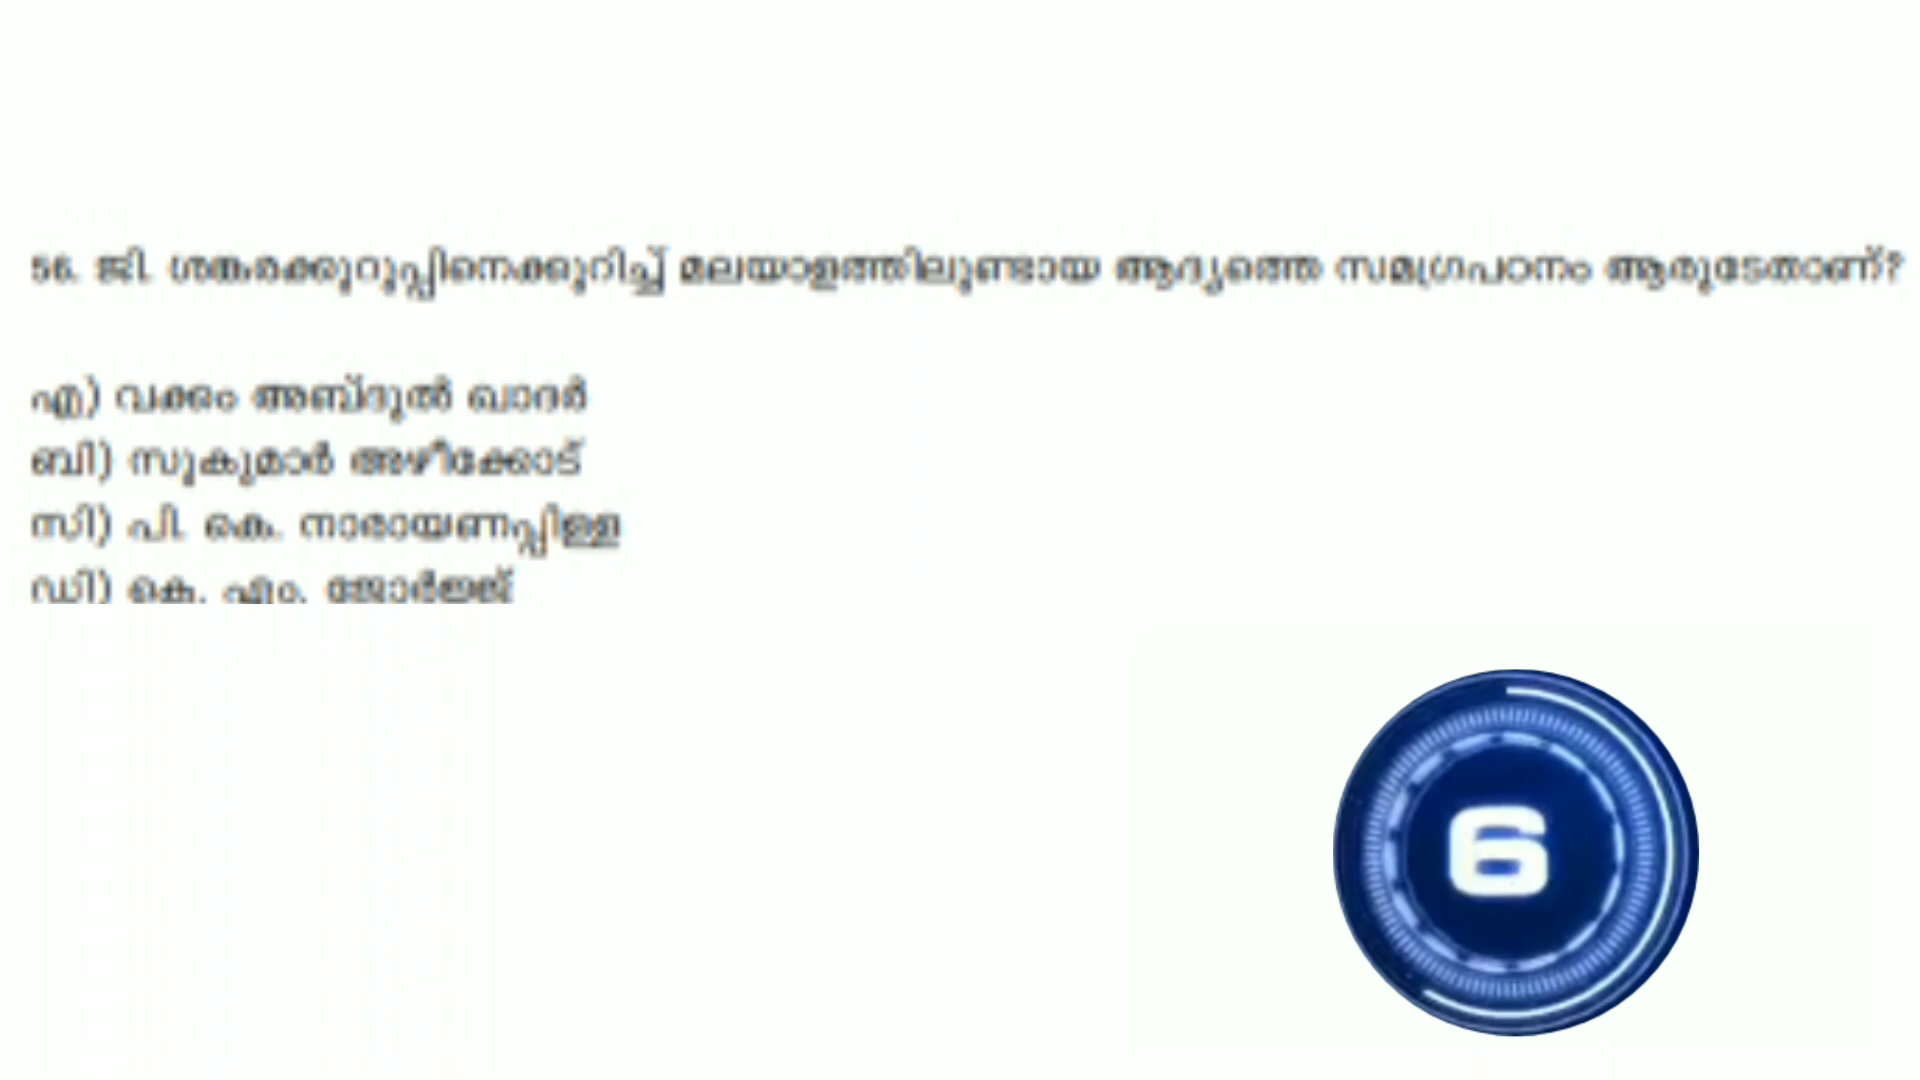 56. ജി. ശങ്കരക്കുറുപ്പിനെക്കുറിച്ച് മലയാളത്തിലുണ്ടായ ആദ്യത്തെ സമഗ്രപഠനം ആരുടേതാണ്?
എ) വക്കം അബ്ദുൽ ഖാദർ
ബി) സുകുമാർ അഴീക്കോട്
സി) പി. കെ. നാരായണപ്പിള്ള
ഡി) കെ. എം. ജോർജ്ജ്
6